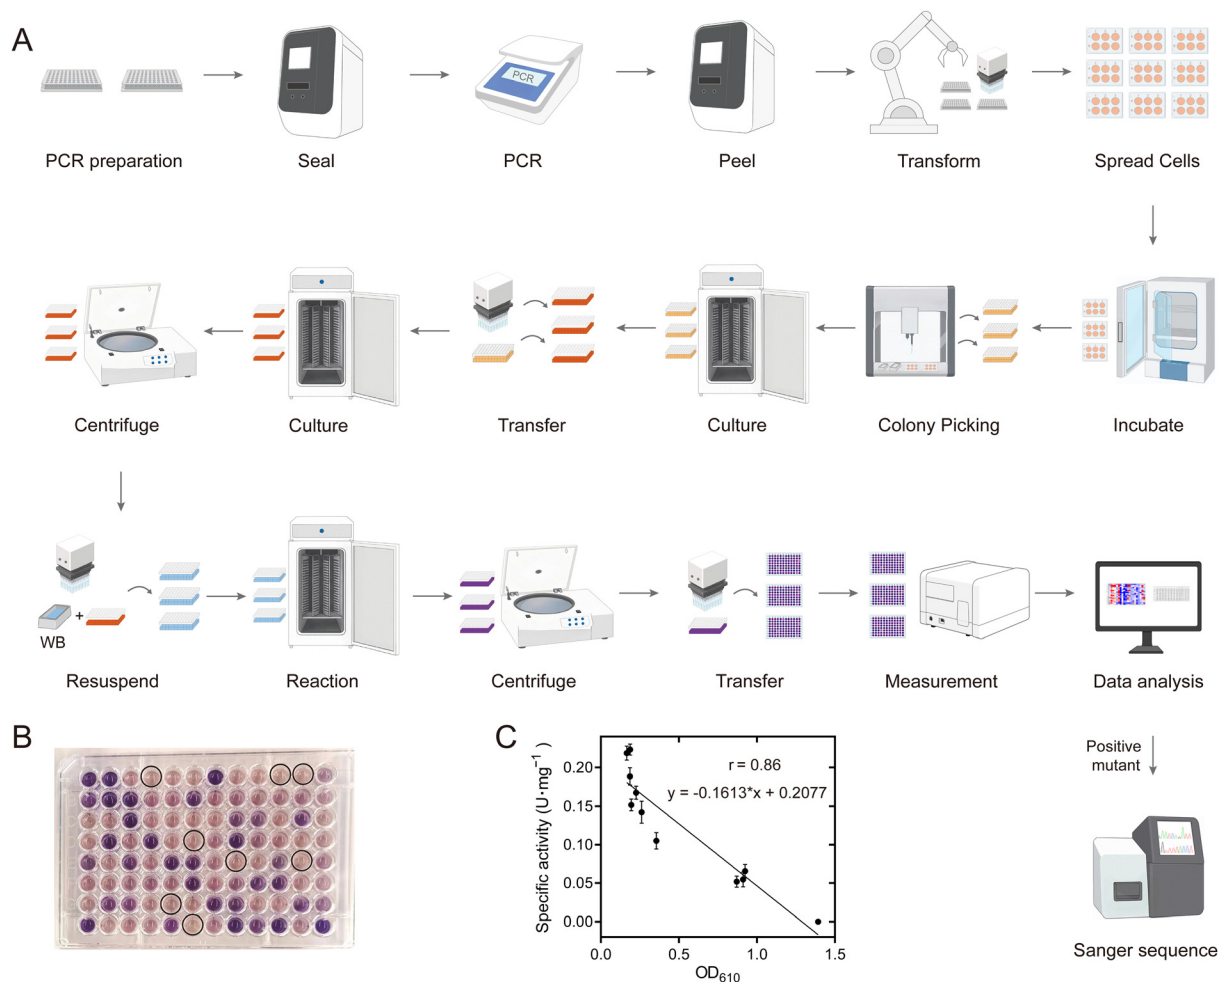 A
PCR
PCR preparation
Seal
PCR
Peel
Transform
Spread Cells
Centrifuge
Culture
Transfer
Culture
Colony Picking
Incubate
WB
+
Resuspend
Reaction
Centrifuge
Transfer
Measurement
Data analysis
Positive
mutant
Sanger sequence
B
C
Specific activity (U·mg⁻¹)
0.20
0.15
0.10
0.05
0.00
r = 0.86
y = -0.1613*x + 0.2077
0.0
0.5
1.0
1.5
OD₆₁₀